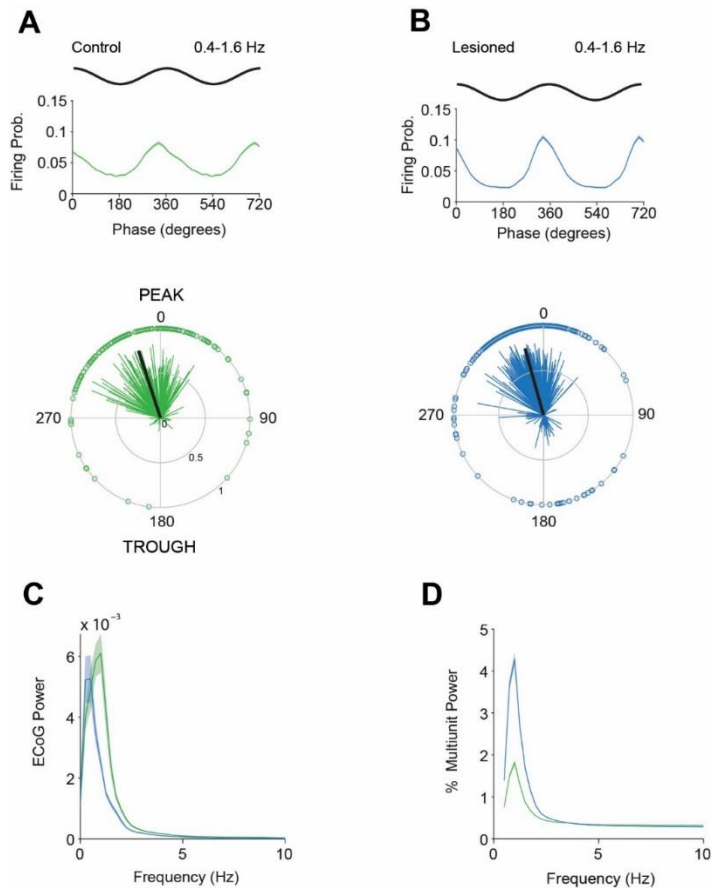 A
Control 0.4-1.6 Hz
0.15
0.1
0.05
0
Firing Prob.
0 180 360 540 720
Phase (degrees)
B
Lesioned 0.4-1.6 Hz
0.15
0.1
0.05
0
Firing Prob.
0 180 360 540 720
Phase (degrees)
PEAK
0
270
90
0
0.5
1
180
TROUGH
0
270
90
180
C
x 10⁻³
6
4
2
0
ECoG Power
0 5 10
Frequency (Hz)
D
5
4
3
2
1
0
% Multiunit Power
0 5 10
Frequency (Hz)